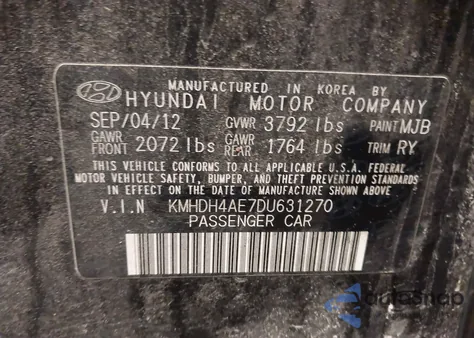 MANUFACTURED IN KOREA BY
HYUNDAI MOTOR COMPANY
SEP/04/12 GVWR 3792 lbs PAINT MJB
GAWR FRONT 2072 lbs GAWR REAR 1764 lbs TRIM RY
THIS VEHICLE CONFORMS TO ALL APPLICABLE U.S.A. FEDERAL
MOTOR VEHICLE SAFETY, BUMPER, AND THEFT PREVENTION STANDARDS
IN EFFECT ON THE DATE OF MANUFACTURE SHOWN ABOVE.
V.I.N KMHDH4AE7DU631270
PASSENGER CAR
AutoSnap